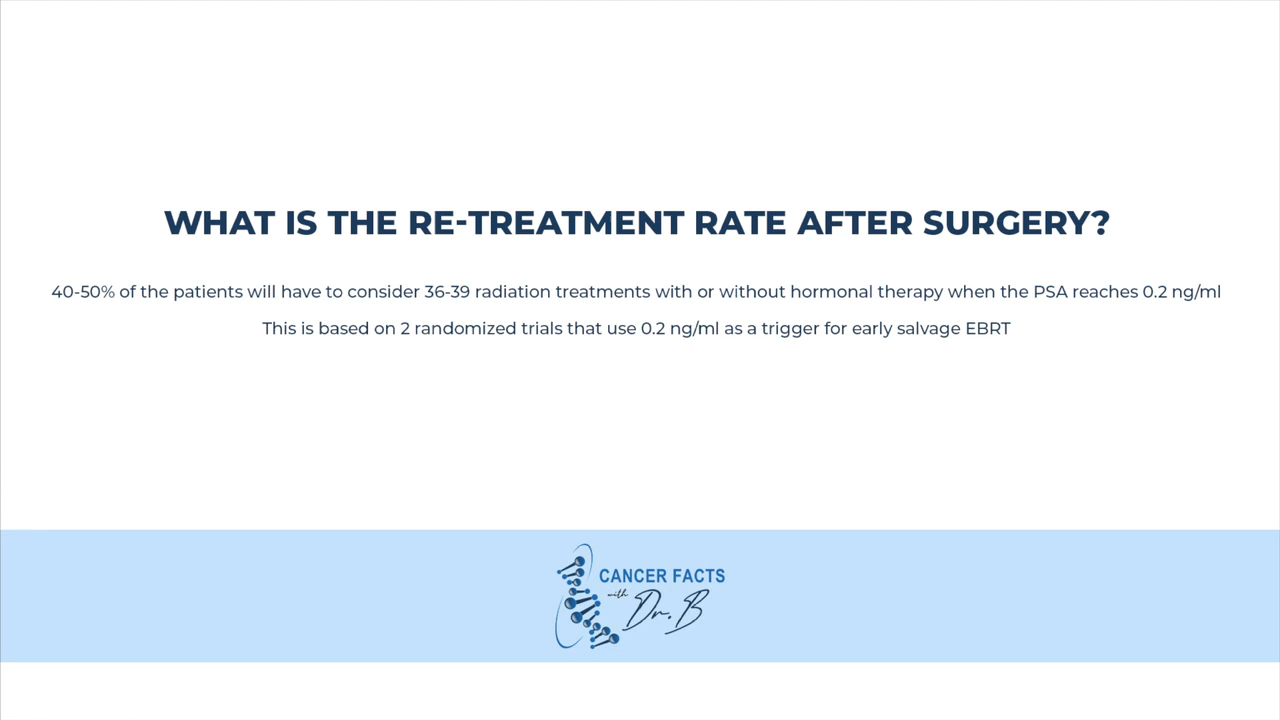 WHAT IS THE RE-TREATMENT RATE AFTER SURGERY?
40-50% of the patients will have to consider 36-39 radiation treatments with or without hormonal therapy when the PSA reaches 0.2 ng/ml
This is based on 2 randomized trials that use 0.2 ng/ml as a trigger for early salvage EBRT
CANCER FACTS
with
Dr. B